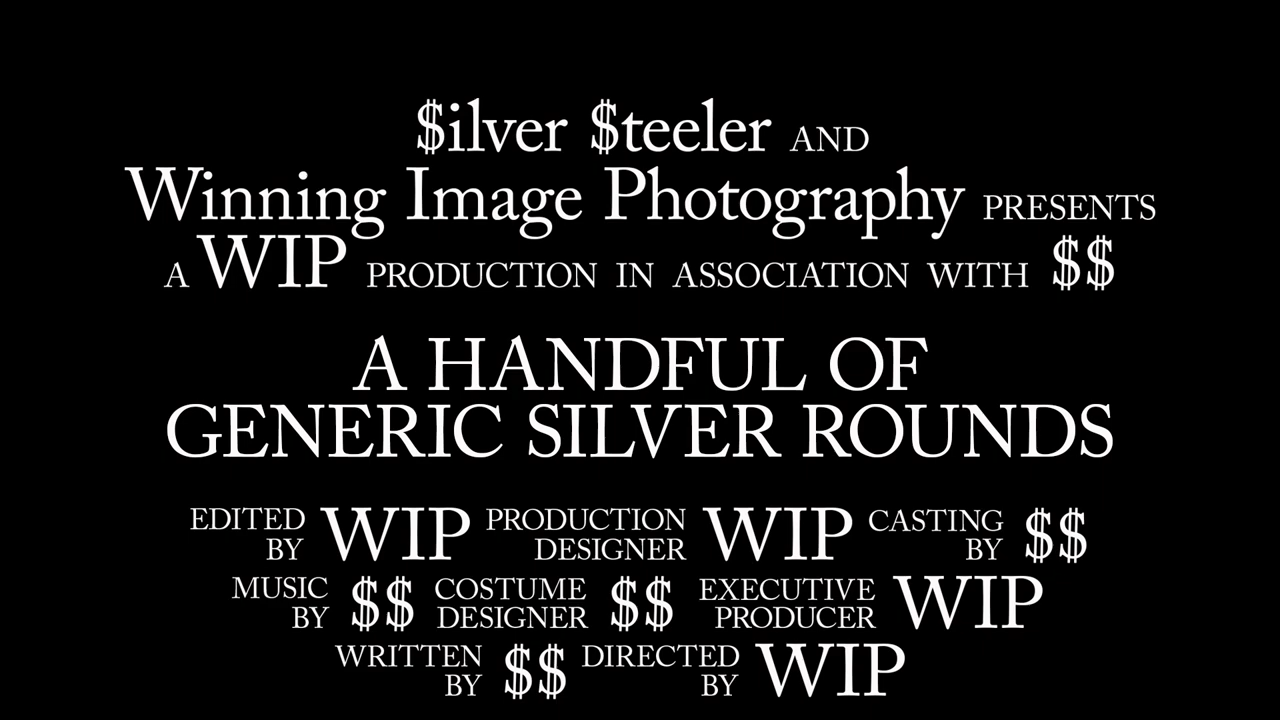 $ilver $teeler AND
Winning Image Photography PRESENTS
A WIP PRODUCTION IN ASSOCIATION WITH $$
A HANDFUL OF
GENERIC SILVER ROUNDS
EDITED BY WIP PRODUCTION DESIGNER WIP CASTING BY $$
MUSIC BY $$ COSTUME DESIGNER $$ EXECUTIVE PRODUCER WIP
WRITTEN BY $$ DIRECTED BY WIP